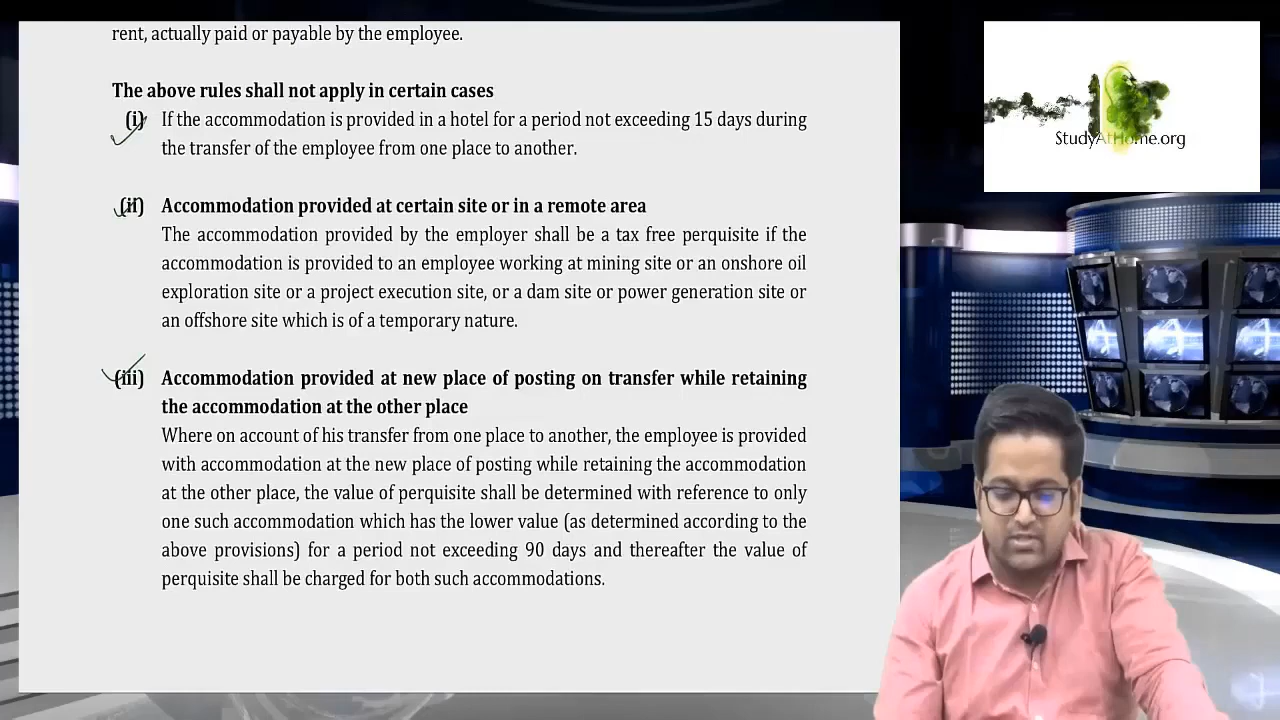 rent, actually paid or payable by the employee.
The above rules shall not apply in certain cases
(i) If the accommodation is provided in a hotel for a period not exceeding 15 days during
the transfer of the employee from one place to another.
(ii) Accommodation provided at certain site or in a remote area
The accommodation provided by the employer shall be a tax free perquisite if the
accommodation is provided to an employee working at mining site or an onshore oil
exploration site or a project execution site, or a dam site or power generation site or
an offshore site which is of a temporary nature.
(iii) Accommodation provided at new place of posting on transfer while retaining
the accommodation at the other place
Where on account of his transfer from one place to another, the employee is provided
with accommodation at the new place of posting while retaining the accommodation
at the other place, the value of perquisite shall be determined with reference to only
one such accommodation which has the lower value (as determined according to the
above provisions) for a period not exceeding 90 days and thereafter the value of
perquisite shall be charged for both such accommodations.
StudyAtHome.org